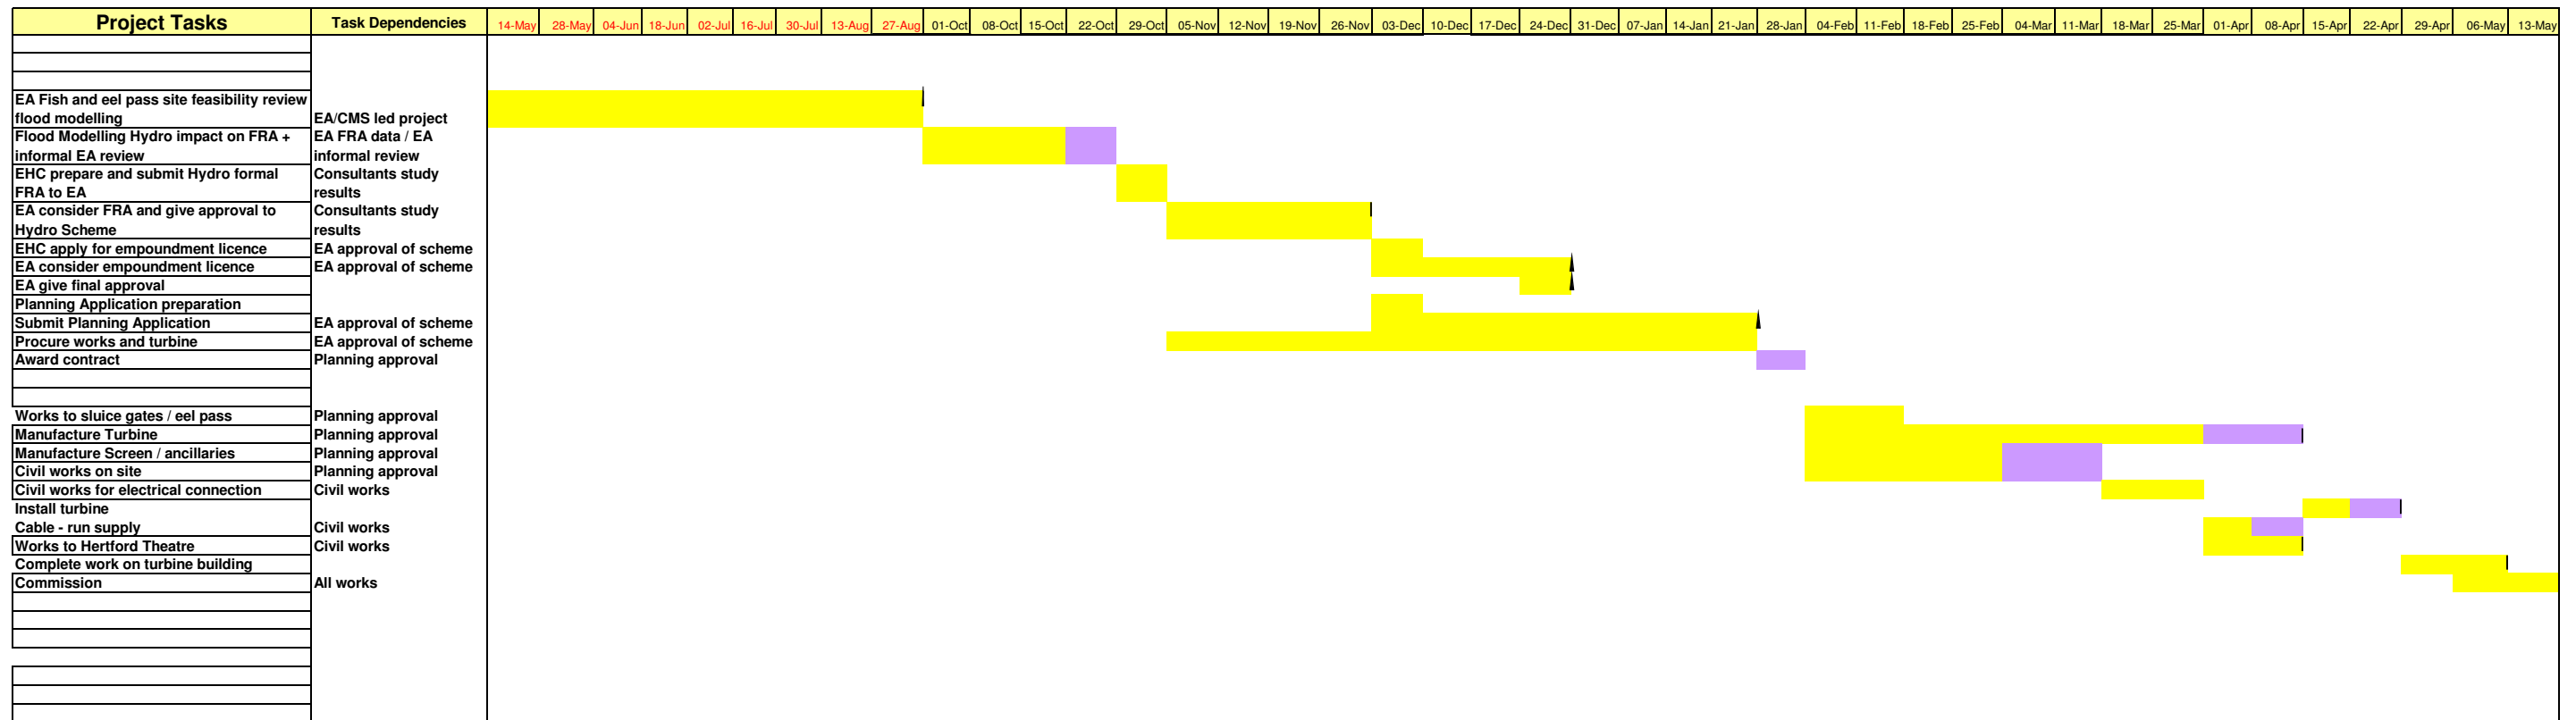 Project Tasks Task Dependencies 14-May 28-May 04-Jun 18-Jun 02-Jul 16-Jul 30-Jul 13-Aug 27-Aug 01-Oct 08-Oct 15-Oct 22-Oct 29-Oct 05-Nov 12-Nov 19-Nov 26-Nov 03-Dec 10-Dec 17-Dec 24-Dec 31-Dec 07-Jan 14-Jan 21-Jan 28-Jan 04-Feb 11-Feb 18-Feb 25-Feb 04-Mar 11-Mar 18-Mar 25-Mar 01-Apr 08-Apr 15-Apr 22-Apr 29-Apr 06-May 13-May
EA Fish and eel pass site feasibility review
flood modelling EA/CMS led project
Flood Modelling Hydro impact on FRA + EA FRA data / EA
informal EA review informal review
EHC prepare and submit Hydro formal Consultants study
FRA to EA results
EA consider FRA and give approval to Consultants study
Hydro Scheme results
EHC apply for empoundment licence EA approval of scheme
EA consider empoundment licence EA approval of scheme
EA give final approval
Planning Application preparation
Submit Planning Application EA approval of scheme
Procure works and turbine EA approval of scheme
Award contract Planning approval
Works to sluice gates / eel pass Planning approval
Manufacture Turbine Planning approval
Manufacture Screen / ancillaries Planning approval
Civil works on site Planning approval
Civil works for electrical connection Civil works
Install turbine
Cable - run supply Civil works
Works to Hertford Theatre Civil works
Complete work on turbine building
Commission All works